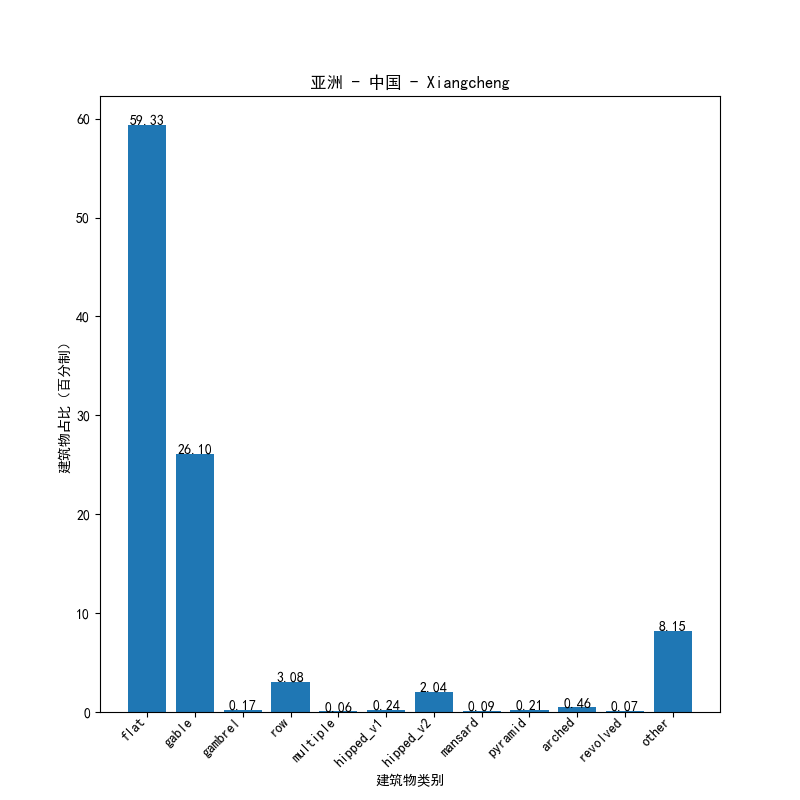 亚洲 - 中国 - Xiangcheng
建筑物占比（百分制）
60
50
40
30
20
10
0
59.33
26.10
0.17
3.08
0.06
0.24
2.04
0.09
0.21
0.46
0.07
8.15
flat
gable
gambrel
row
multiple
hipped_v1
hipped_v2
mansard
pyramid
arched
revolved
other
建筑物类别